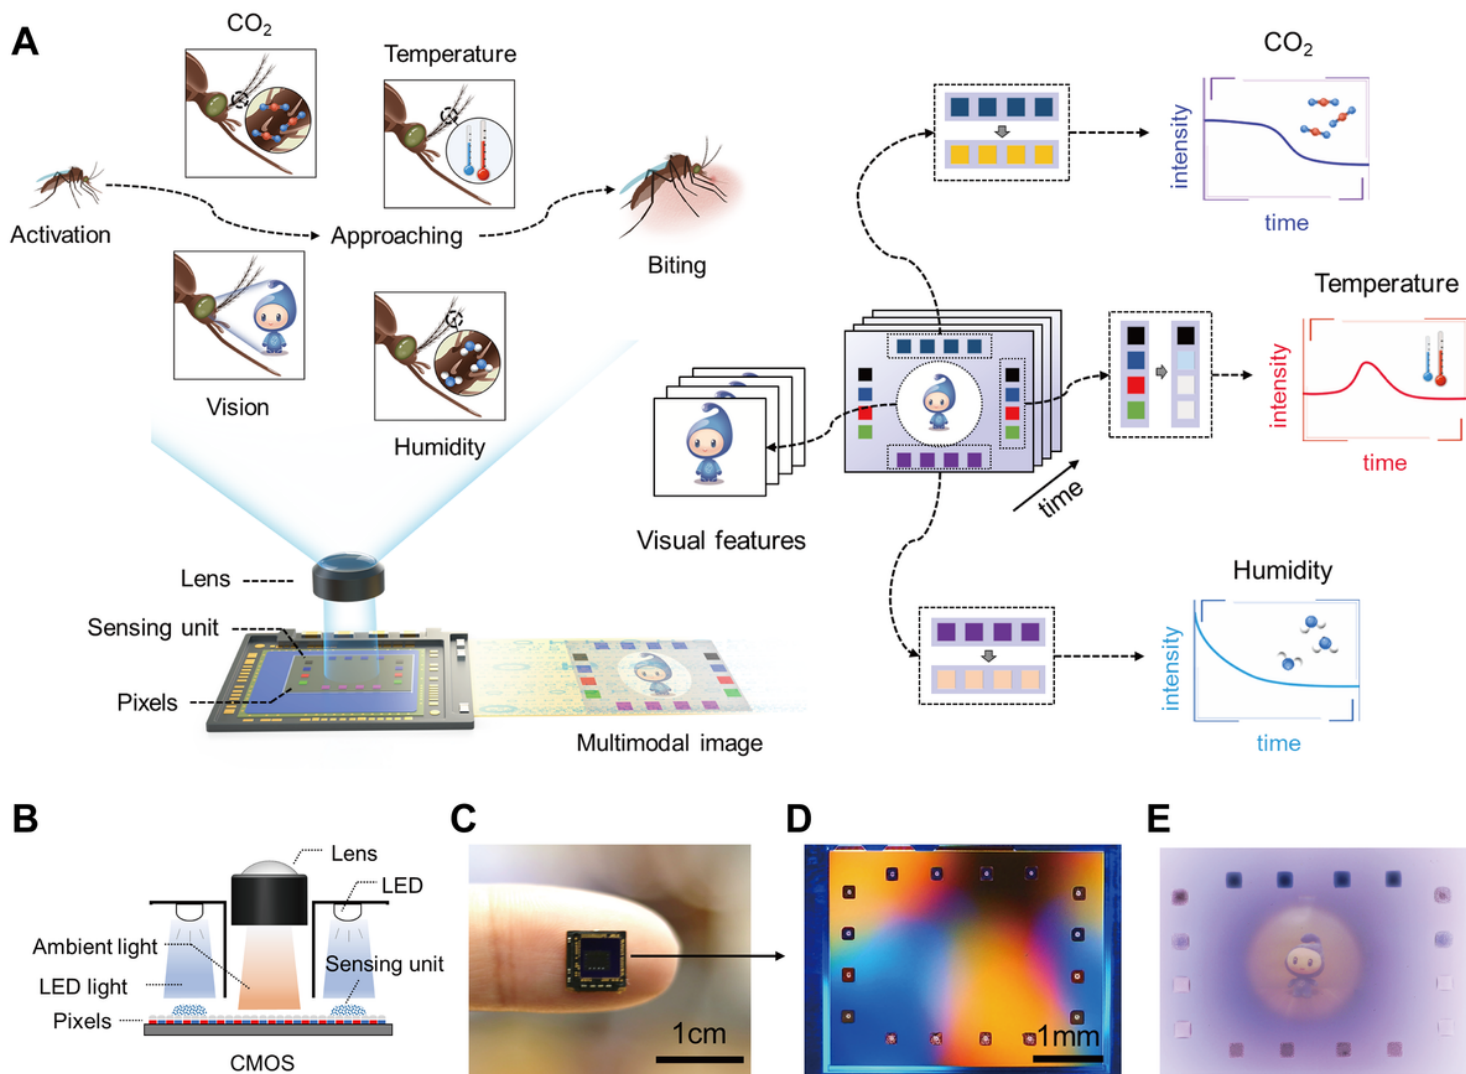 A
CO₂
Temperature
Activation
Approaching
Biting
Vision
Humidity
Lens
Sensing unit
Pixels
Multimodal image
Visual features
time
CO₂
intensity
time
Temperature
intensity
time
Humidity
intensity
time
B
Lens
LED
Ambient light
LED light
Sensing unit
Pixels
CMOS
C
1cm
D
1mm
E